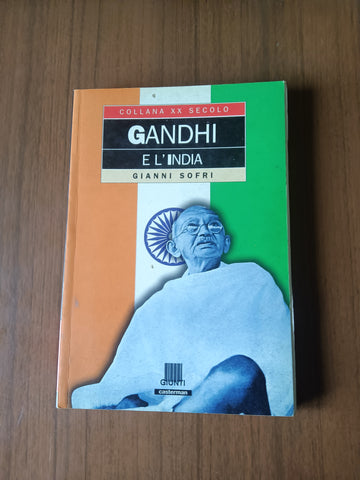 COLLANA XX SECOLO
GANDHI
E L'INDIA
GIANNI SOFRI
GIUNTI
casterman